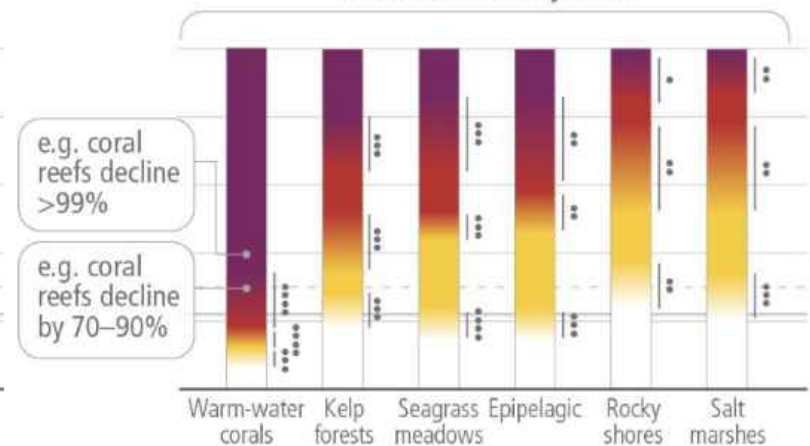 e.g. coral
reefs decline
>99%
e.g. coral
reefs decline
by 70–90%
Warm-water
corals
Kelp
forests
Seagrass
meadows
Epipelagic
Rocky
shores
Salt
marshes